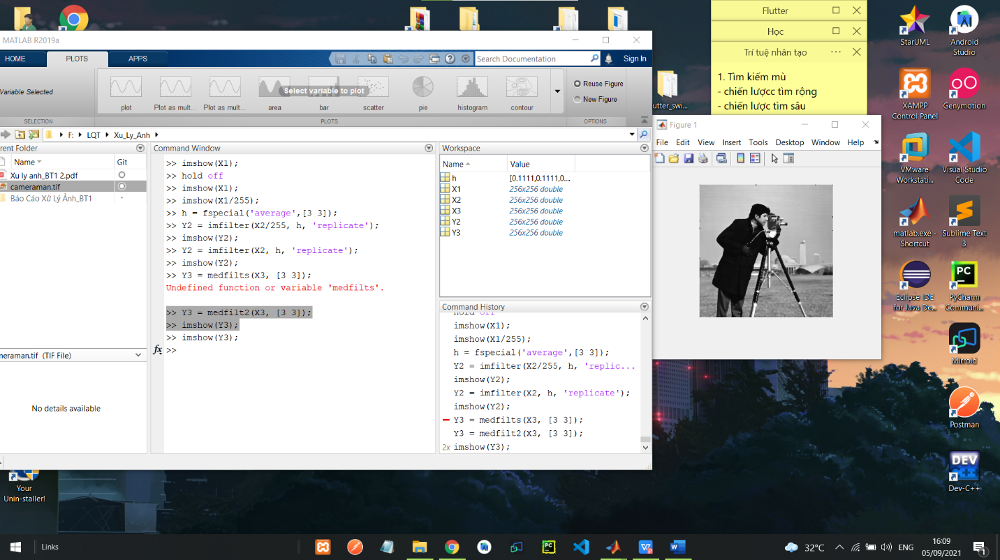 Flutter
Học
Trí tuệ nhân tạo
1. Tìm kiếm mù
- chiến lượcc tìm rộng
- chiến lược tìm sâu
StarUML
Android
Studio
XAMPP
Control Panel
Genymotion
VMware
Workstati...
Visual Studio
Code
matlab.exe -
Shortcut
Sublime Text
3
Eclipse IDE
for Java De...
PyCharm
Communi...
Mirroid
Postman
Dev-C++
utter_swi...
MATLAB R2019a
HOME
PLOTS
APPS
Search Documentation
Sign In
Variable Selected
Select variable to plot
plot
Plot as mult...
Plot as mult...
area
bar
scatter
pie
histogram
contour
Reuse Figure
New Figure
SELECTION
PLOTS
OPTIONS
F:
LQT
Xu_Ly_Anh
rent Folder
Name
Git
Xu ly anh_BT1 2.pdf
cameraman.tif
Báo Cáo Xử Lý Ảnh_BT1
meraman.tif (TIF File)
No details available
Command Window
>> imshow(X1);
>> hold off
>> imshow(X1);
>> imshow(X1/255);
>> h = fspecial('average',[3 3]);
>> Y2 = imfilter(X2/255, h, 'replicate');
>> imshow(Y2);
>> Y2 = imfilter(X2, h, 'replicate');
>> imshow(Y2);
>> Y3 = medfilts(X3, [3 3]);
Undefined function or variable 'medfilts'.
>> Y3 = medfilt2(X3, [3 3]);
>> imshow(Y3);
>> imshow(Y3);
fx >>
Workspace
Name
Value
h
[0.1111,0.1111,0....
X1
256x256 double
X2
256x256 double
X3
256x256 double
Y2
256x256 double
Y3
256x256 double
Command History
hold off
imshow(X1);
imshow(X1/255);
h = fspecial('average',[3 3]);
Y2 = imfilter(X2/255, h, 'replic...
imshow(Y2);
Y2 = imfilter(X2, h, 'replicate');
imshow(Y2);
Y3 = medfilts(X3, [3 3]);
Y3 = medfilt2(X3, [3 3]);
2x imshow(Y3);
Figure 1
File Edit View Insert Tools Desktop Window Help
Your
Unin-staller!
DEV
PC
Links
32°C
ENG
16:09
05/09/2021
1